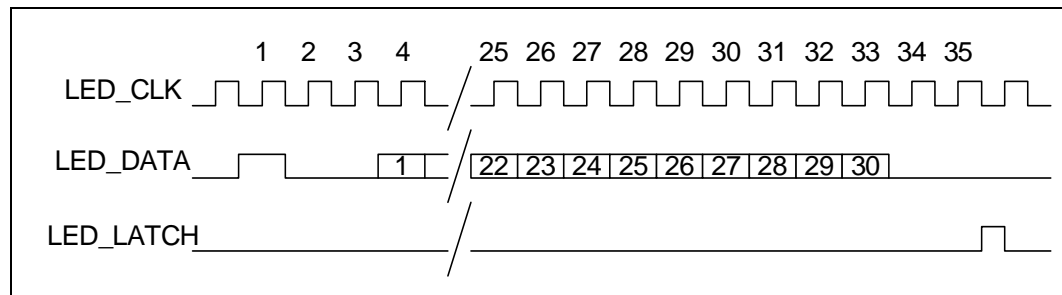 1 2 3 4 25 26 27 28 29 30 31 32 33 34 35
LED_CLK
LED_DATA 1 22 23 24 25 26 27 28 29 30
LED_LATCH